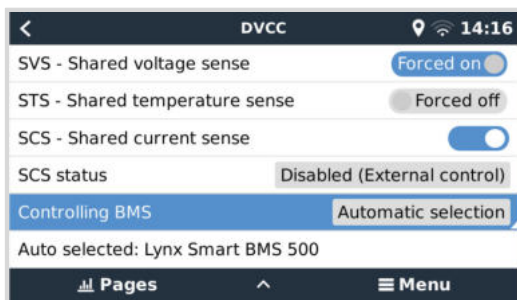 DVCC 14:16
SVS - Shared voltage sense Forced on
STS - Shared temperature sense Forced off
SCS - Shared current sense
SCS status Disabled (External control)
Controlling BMS Automatic selection
Auto selected: Lynx Smart BMS 500
Pages Menu